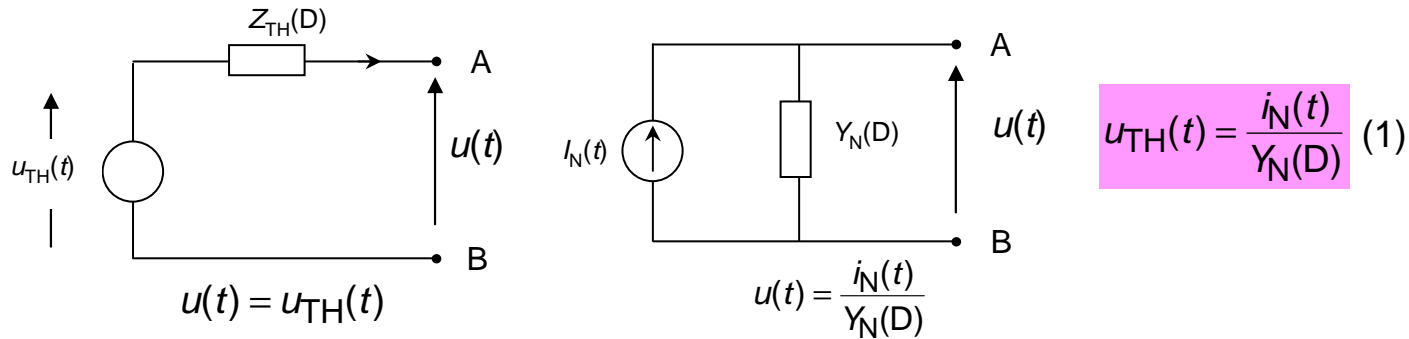 Z_TH(D)
A
u_TH(t)
u(t)
B
u(t) = u_TH(t)
A
I_N(t)
Y_N(D)
u(t)
B
u(t) = i_N(t) / Y_N(D)
u_TH(t) = i_N(t) / Y_N(D) (1)